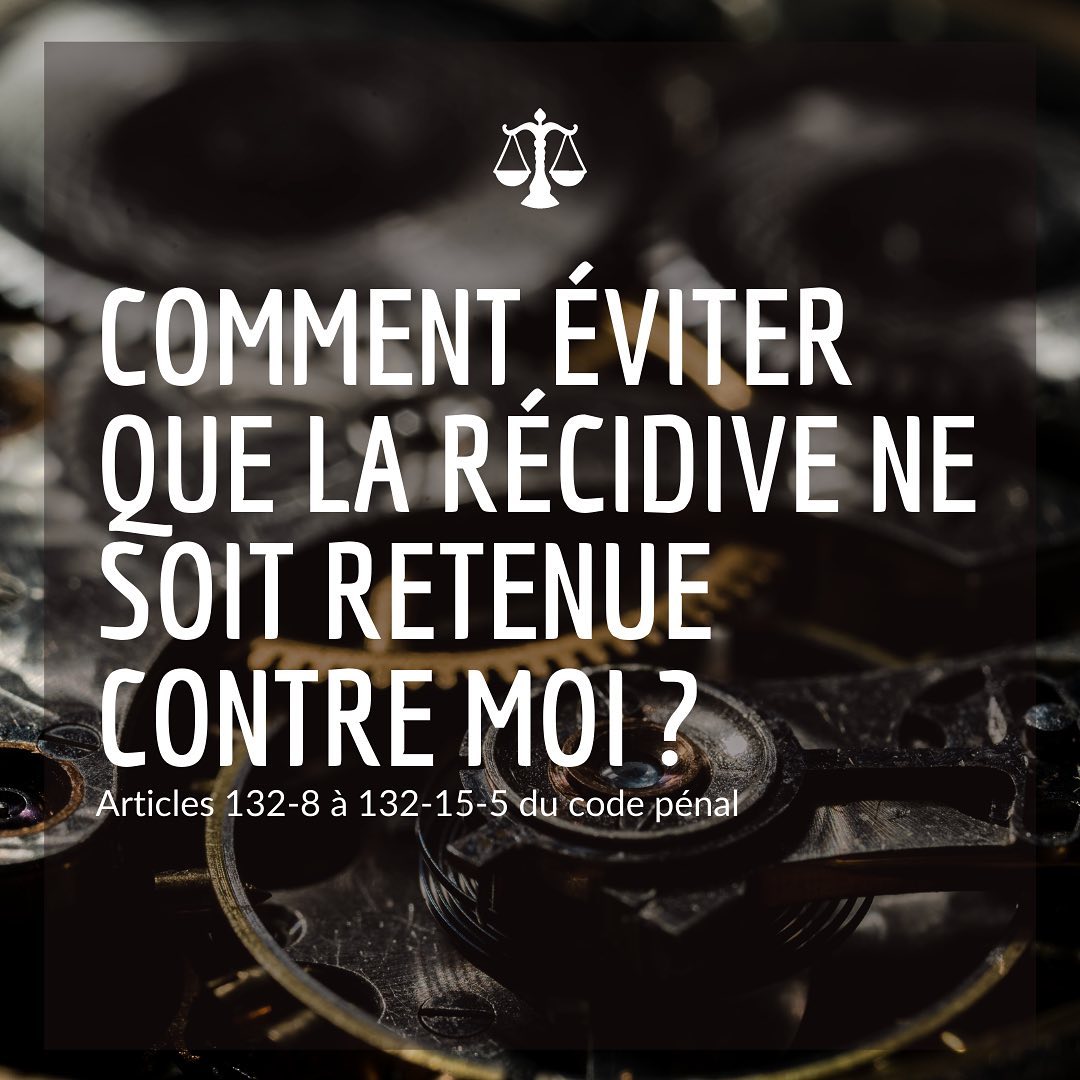 COMMENT ÉVITER
QUE LA RÉCIDIVE NE
SOIT RETENUE
CONTRE MOI ?
Articles 132-8 à 132-15-5 du code pénal